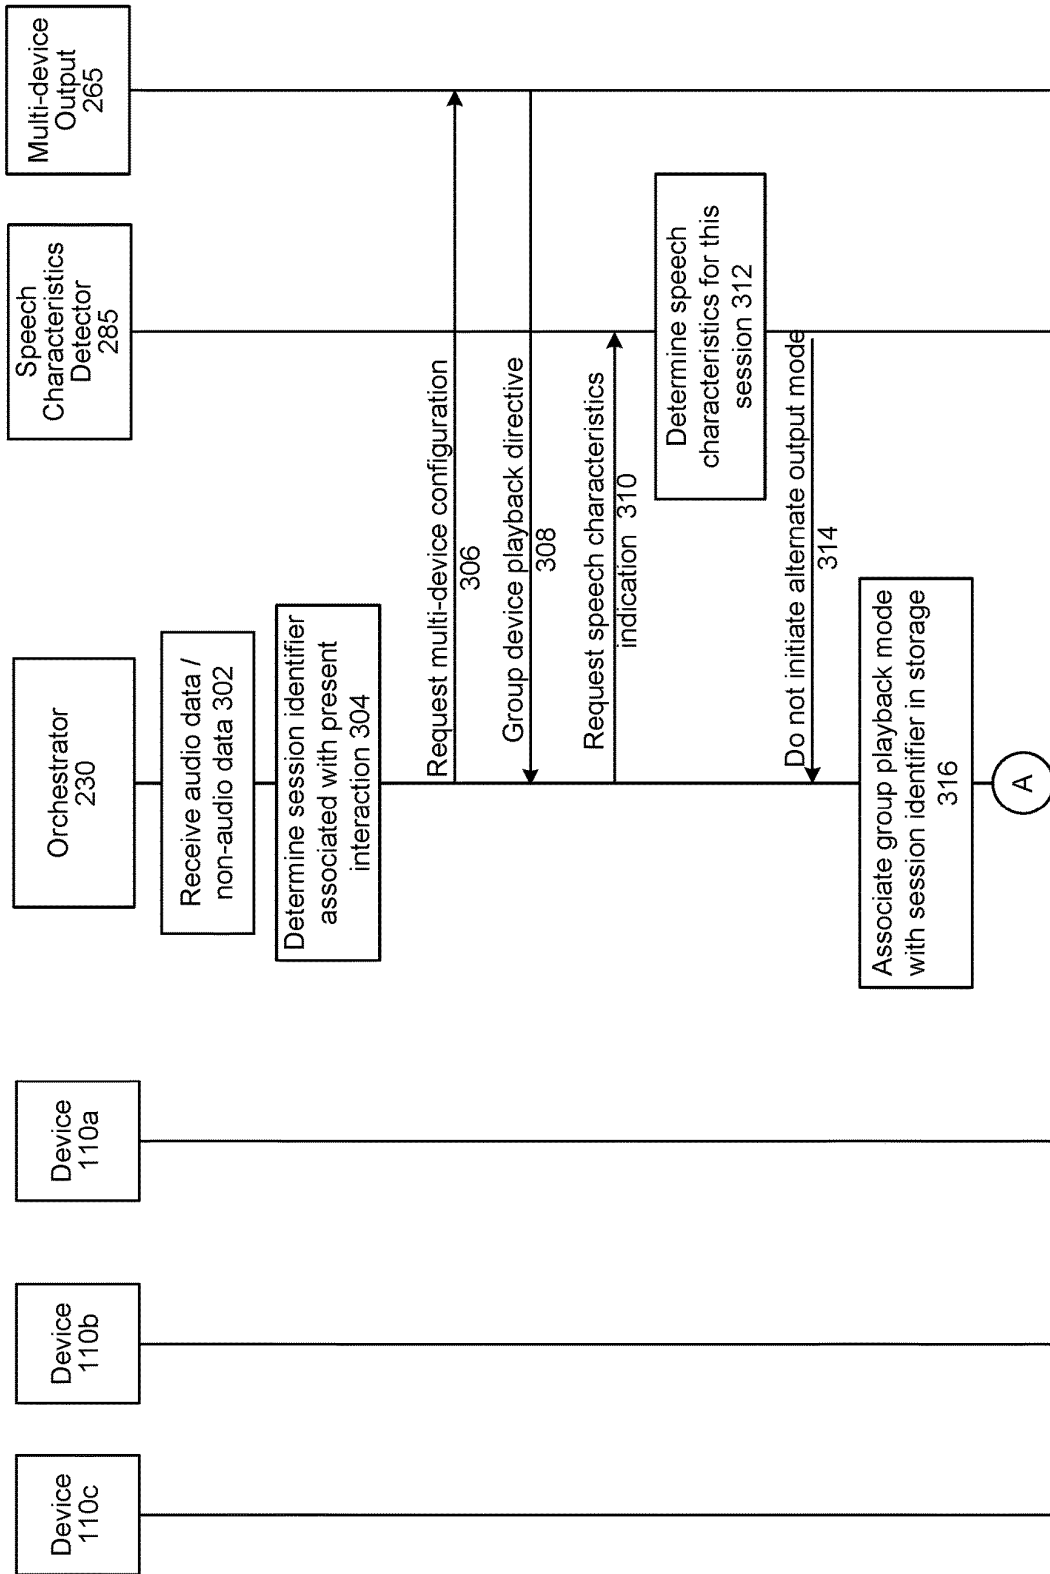 Device
110c
Device
110b
Device
110a
Orchestrator
230
Speech
Characteristics
Detector
285
Multi-device
Output
265
Receive audio data /
non-audio data 302
Determine session identifier
associated with present
interaction 304
Request multi-device configuration
306
Group device playback directive
308
Request speech characteristics
indication 310
Determine speech
characteristics for this
session 312
Do not initiate alternate output mode
314
Associate group playback mode
with session identifier in storage
316
A